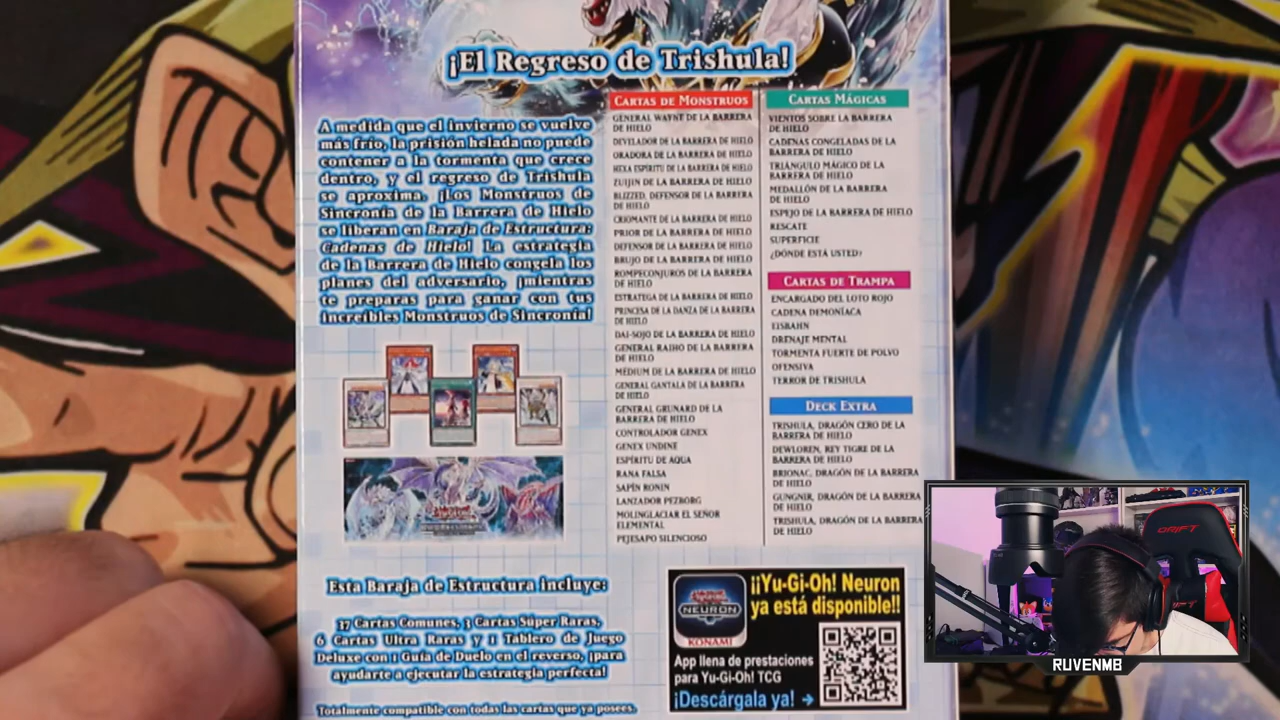 ¡El Regreso de Trishula!
A medida que el invierno se vuelve
más frío, la prisión helada no puede
contener a la tormenta que crece
dentro, y el regreso de Trishula
se aproxima. ¡Los Monstruos de
Sincronía de la Barrera de Hielo
se liberan en Baraja de Estructura:
Cadenas de Hielo! La estrategia
de la Barrera de Hielo congela los
planes del adversario, ¡mientras
te preparas para ganar con tus
increíbles Monstruos de Sincronía!
CARTAS DE MONSTRUOS
GENERAL WAYNE DE LA BARRERA
DE HIELO
DEVELADOR DE LA BARRERA DE HIELO
ORADORA DE LA BARRERA DE HIELO
HEXA ESPÍRITU DE LA BARRERA DE HIELO
ZUIJIN DE LA BARRERA DE HIELO
BLIZZED, DEFENSOR DE LA BARRERA
DE HIELO
CRIOMANTE DE LA BARRERA DE HIELO
PRIOR DE LA BARRERA DE HIELO
DEFENSOR DE LA BARRERA DE HIELO
BRUJO DE LA BARRERA DE HIELO
ROMPECONJUROS DE LA BARRERA
DE HIELO
ESTRATEGA DE LA BARRERA DE HIELO
PRINCESA DE LA DANZA DE LA BARRERA
DE HIELO
DAI-SOJO DE LA BARRERA DE HIELO
GENERAL RAIHO DE LA BARRERA
DE HIELO
MÉDIUM DE LA BARRERA DE HIELO
GENERAL GANTALA DE LA BARRERA
DE HIELO
GENERAL GRUNARD DE LA
BARRERA DE HIELO
CONTROLADOR GENEX
GENEX UNDINE
ESPÍRITU DE AQUA
RANA FALSA
SAPÍN RONIN
LANZADOR PEZBORG
MOLINGLACIAR EL SEÑOR
ELEMENTAL
PEJESAPO SILENCIOSO
CARTAS MÁGICAS
VIENTOS SOBRE LA BARRERA
DE HIELO
CADENAS CONGELADAS DE LA
BARRERA DE HIELO
TRIÁNGULO MÁGICO DE LA
BARRERA DE HIELO
MEDALLÓN DE LA BARRERA
DE HIELO
ESPEJO DE LA BARRERA DE HIELO
RESCATE
SUPERFICIE
¿DÓNDE ESTÁ USTED?
CARTAS DE TRAMPA
ENCARGADO DEL LOTO ROJO
CADENA DEMONÍACA
EISBAHN
DRENAJE MENTAL
TORMENTA FUERTE DE POLVO
OFENSIVA
TERROR DE TRISHULA
DECK EXTRA
TRISHULA, DRAGÓN CERO DE LA
BARRERA DE HIELO
DEWLOREN, REY TIGRE DE LA
BARRERA DE HIELO
BRIONAC, DRAGÓN DE LA BARRERA
DE HIELO
GUNGNIR, DRAGÓN DE LA BARRERA
DE HIELO
TRISHULA, DRAGÓN DE LA BARRERA
DE HIELO
Esta Baraja de Estructura incluye:
37 Cartas Comunes, 3 Cartas Súper Raras,
6 Cartas Ultra Raras y 1 Tablero de Juego
Deluxe con 1 Guía de Duelo en el reverso, ¡para
ayudarte a ejecutar la estrategia perfecta!
Totalmente compatible con todas las cartas que ya posees.
NEURON
KONAMI
¡¡Yu-Gi-Oh! Neuron
ya está disponible!!
App llena de prestaciones
para Yu-Gi-Oh! TCG
¡Descárgala ya!
DRIFT
RUVENMB